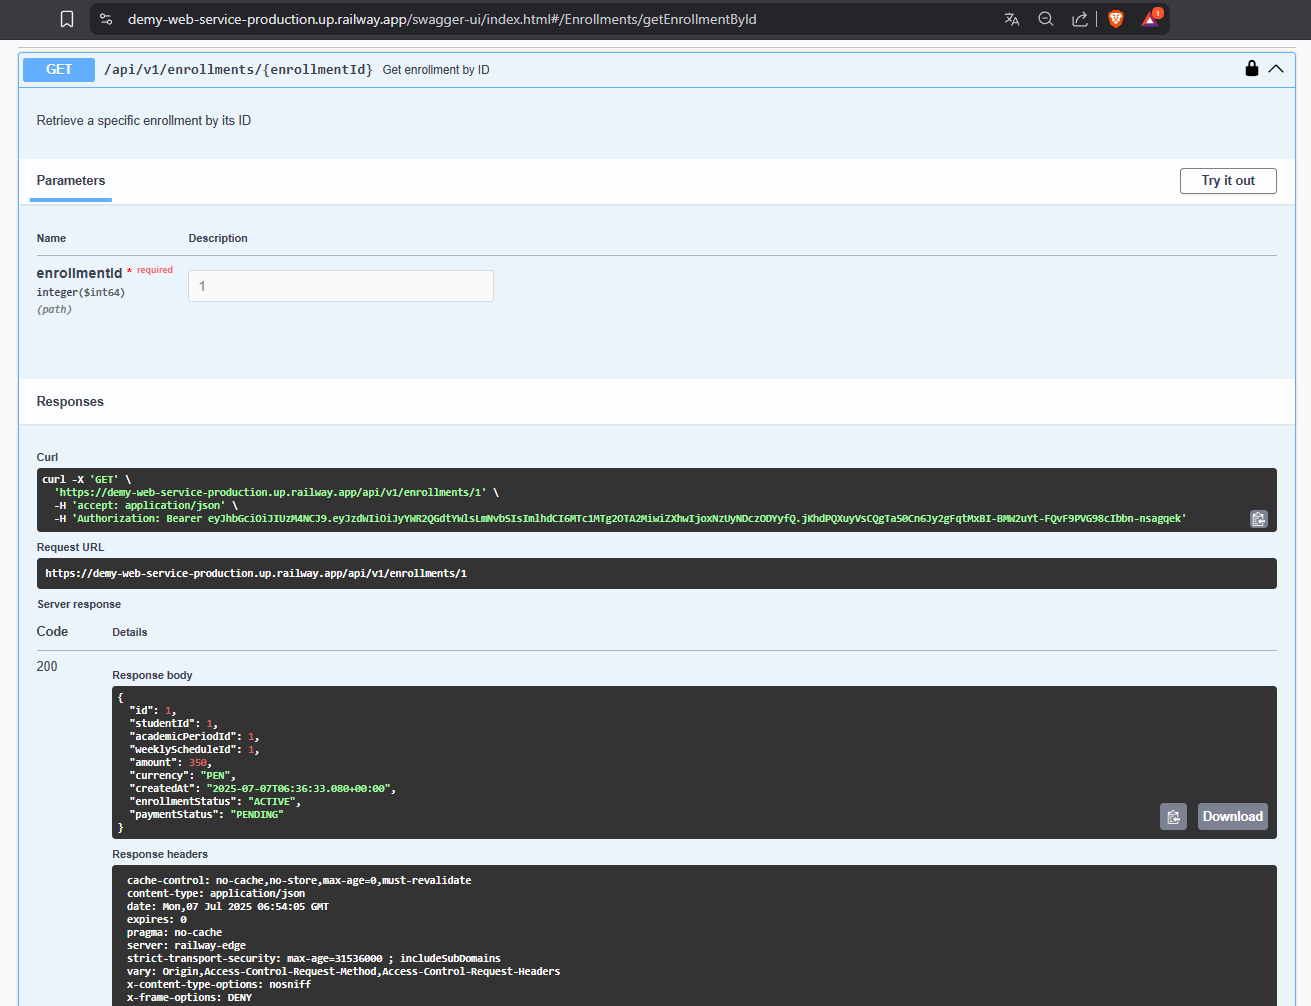 demy-web-service-production.up.railway.app/swagger-ui/index.html#/Enrollments/getEnrollmentById
1
GET /api/v1/enrollments/{enrollmentId} Get enrollment by ID
Retrieve a specific enrollment by its ID
Parameters
Try it out
Name Description
enrollmentId * required
integer($int64)
(path)
1
Responses
Curl
curl -X 'GET' \
'https://demy-web-service-production.up.railway.app/api/v1/enrollments/1' \
-H 'accept: application/json' \
-H 'Authorization: Bearer
Request URL
https://demy-web-service-production.up.railway.app/api/v1/enrollments/1
Server response
Code Details
200
Response body
{
"id": 1,
"studentId": 1,
"academicPeriodId": 1,
"weeklyScheduleId": 1,
"amount": 350,
"currency": "PEN",
"createdAt": "2025-07-07T06:36:33.080+00:00",
"enrollmentStatus": "ACTIVE",
"paymentStatus": "PENDING"
}
Download
Response headers
cache-control: no-cache,no-store,max-age=0,must-revalidate
content-type: application/json
date: Mon,07 Jul 2025 06:54:05 GMT
expires: 0
pragma: no-cache
server: railway-edge
strict-transport-security: max-age=31536000 ; includeSubDomains
vary: Origin,Access-Control-Request-Method,Access-Control-Request-Headers
x-content-type-options: nosniff
x-frame-options: DENY